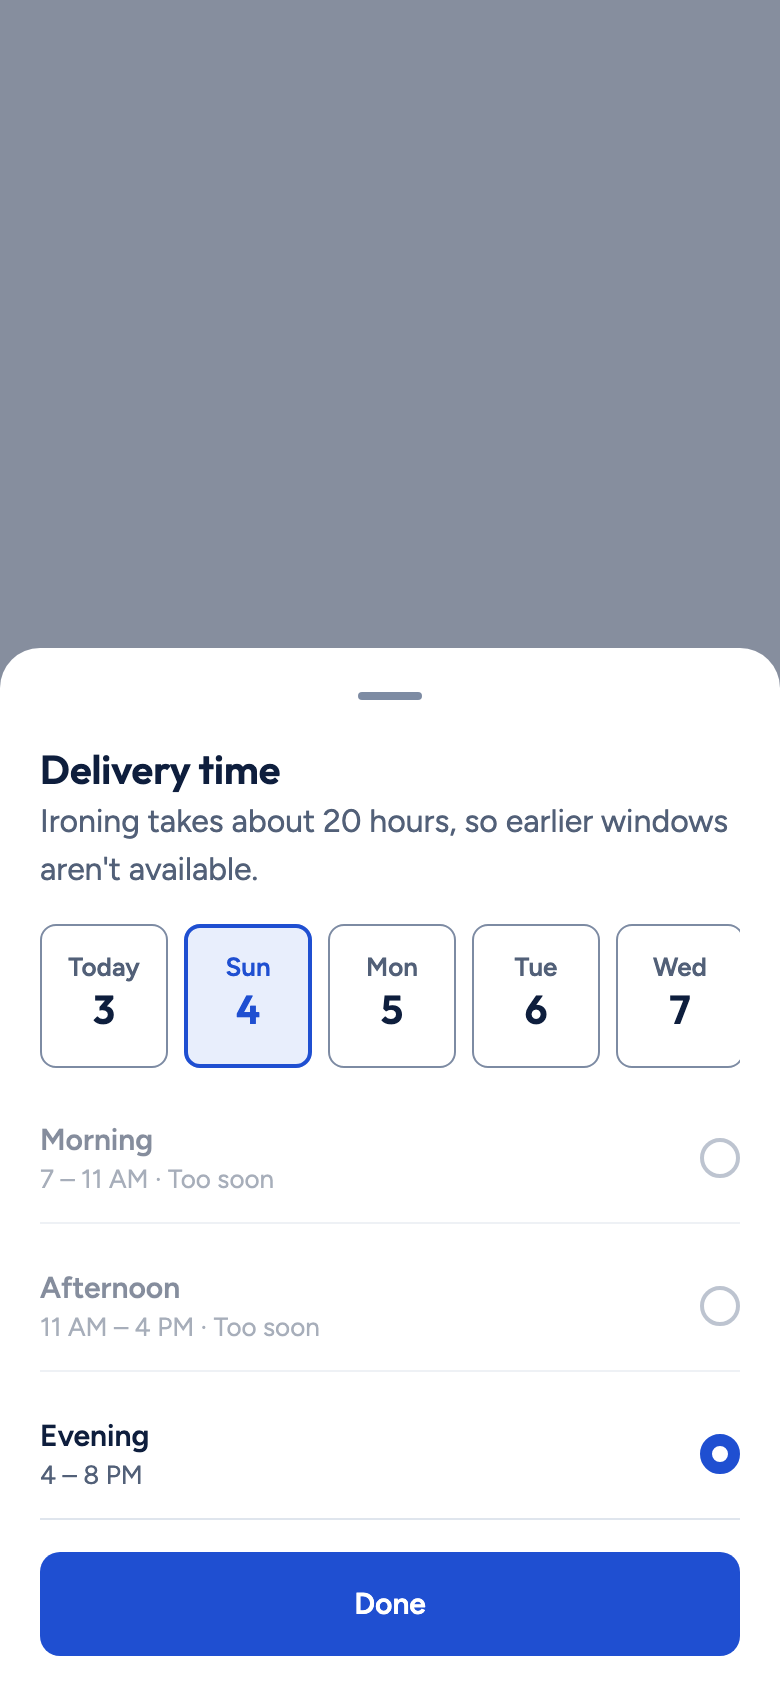 Delivery time
Ironing takes about 20 hours, so earlier windows
aren't available.
Today Sun Mon Tue Wed
3 4 5 6 7
Morning
7 – 11 AM · Too soon
Afternoon
11 AM – 4 PM · Too soon
Evening
4 – 8 PM
Done